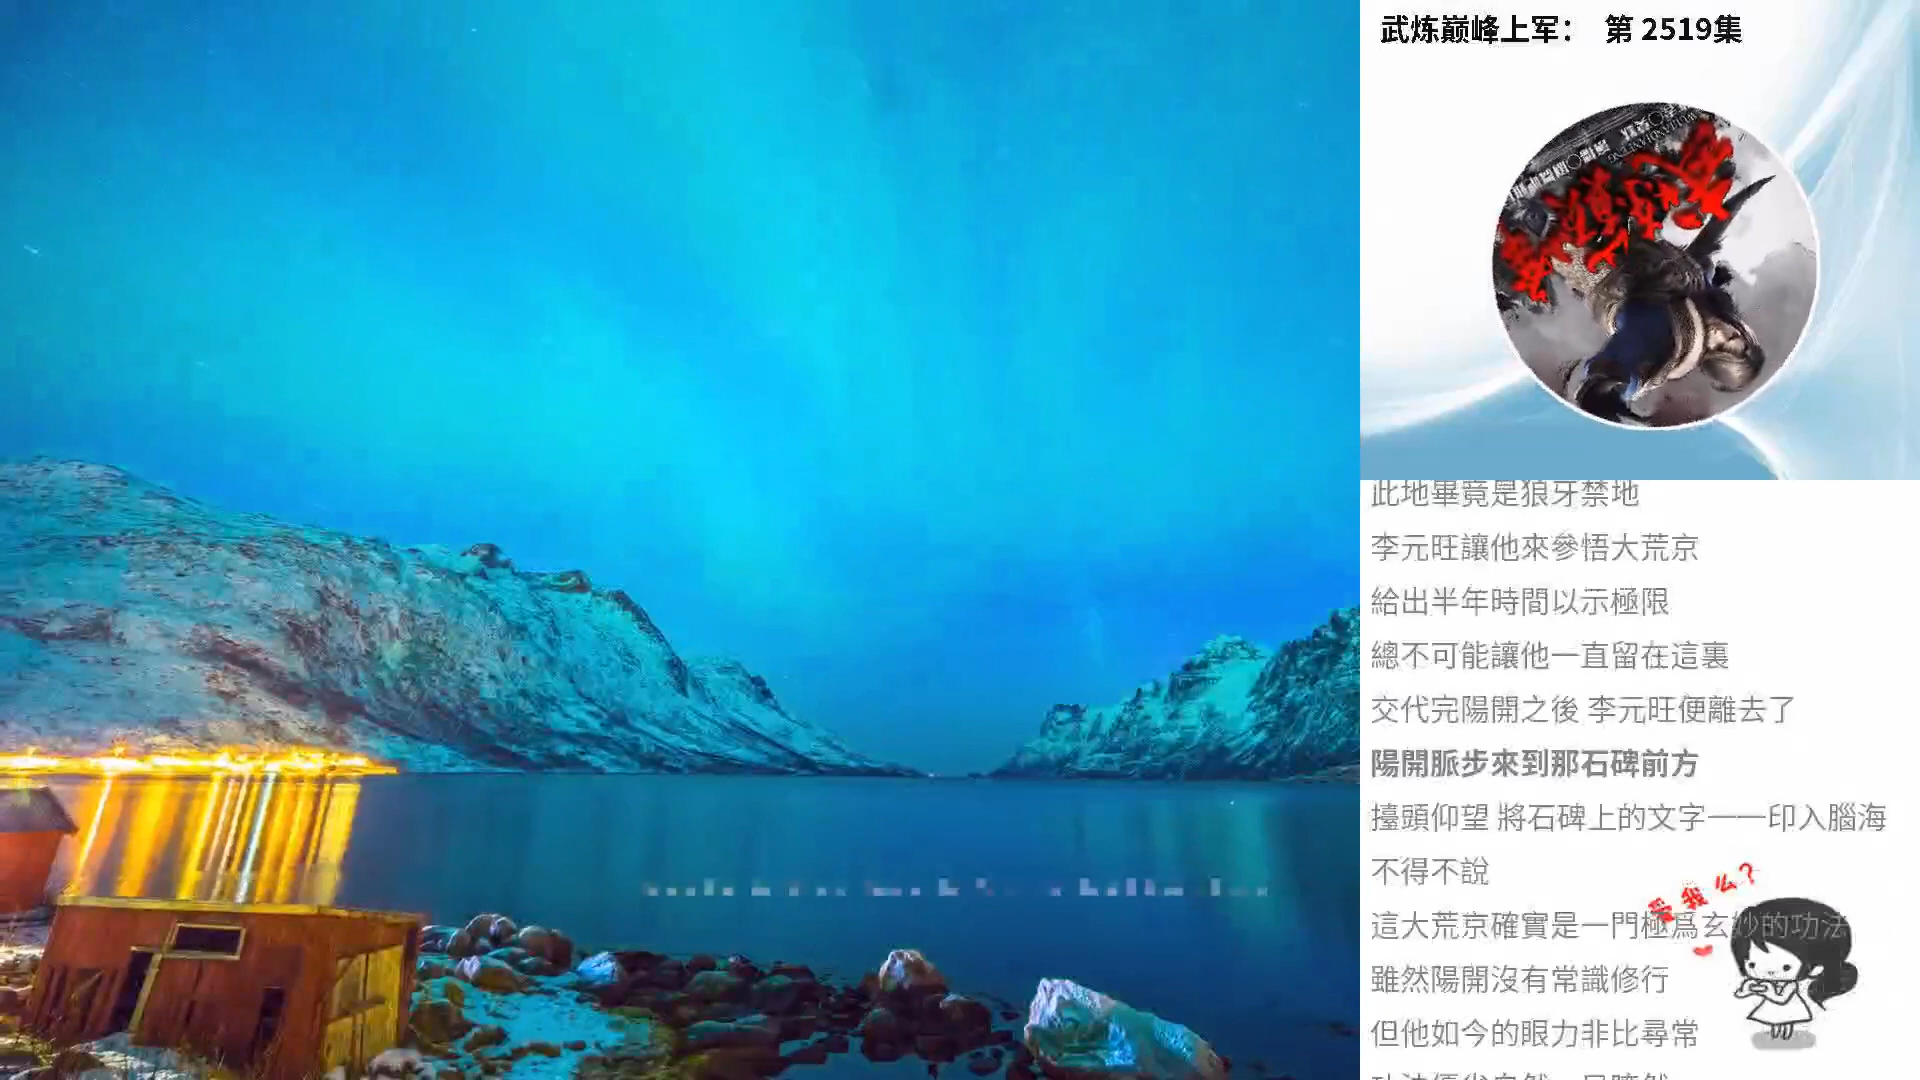 武炼巅峰上军： 第 2519集
此地畢竟是狼牙禁地
李元旺讓他來參悟大荒京
給出半年時間以示極限
總不可能讓他一直留在這裏
交代完陽開之後 李元旺便離去了
陽開脈步來到那石碑前方
擡頭仰望 將石碑上的文字一一印入腦海
不得不說
爱我么?
這大荒京確實是一門極爲玄妙的功法
雖然陽開沒有常識修行
但他如今的眼力非比尋常